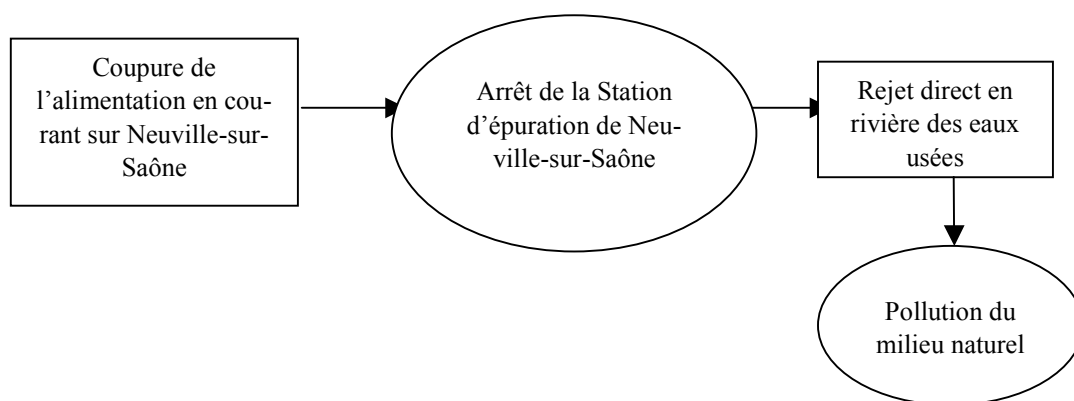 Coupure de
l’alimentation en cou-
rant sur Neuville-sur-
Saône
Arrêt de la Station
d’épuration de Neu-
ville-sur-Saône
Rejet direct en
rivière des eaux
usées
Pollution du
milieu naturel